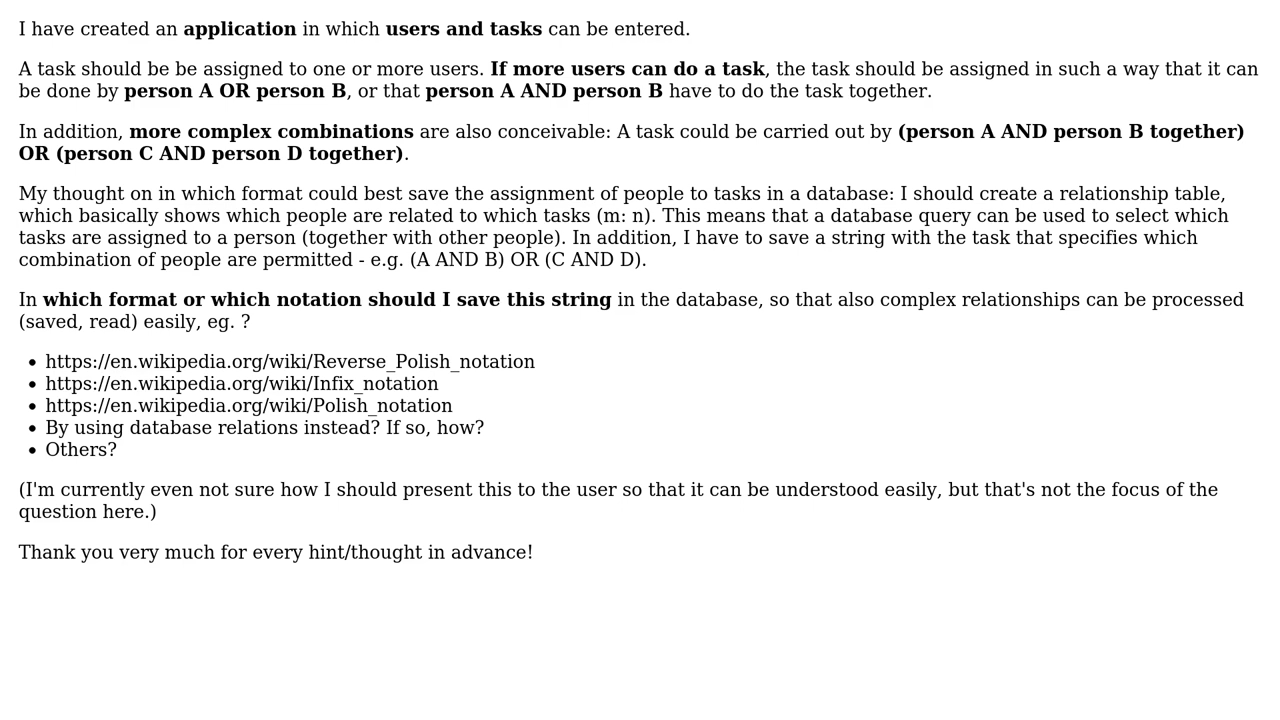 I have created an application in which users and tasks can be entered.
A task should be be assigned to one or more users. If more users can do a task, the task should be assigned in such a way that it can
be done by person A OR person B, or that person A AND person B have to do the task together.
In addition, more complex combinations are also conceivable: A task could be carried out by (person A AND person B together)
OR (person C AND person D together).
My thought on in which format could best save the assignment of people to tasks in a database: I should create a relationship table,
which basically shows which people are related to which tasks (m: n). This means that a database query can be used to select which
tasks are assigned to a person (together with other people). In addition, I have to save a string with the task that specifies which
combination of people are permitted - e.g. (A AND B) OR (C AND D).
In which format or which notation should I save this string in the database, so that also complex relationships can be processed
(saved, read) easily, eg. ?
• https://en.wikipedia.org/wiki/Reverse_Polish_notation
• https://en.wikipedia.org/wiki/Infix_notation
• https://en.wikipedia.org/wiki/Polish_notation
• By using database relations instead? If so, how?
• Others?
(I'm currently even not sure how I should present this to the user so that it can be understood easily, but that's not the focus of the
question here.)
Thank you very much for every hint/thought in advance!